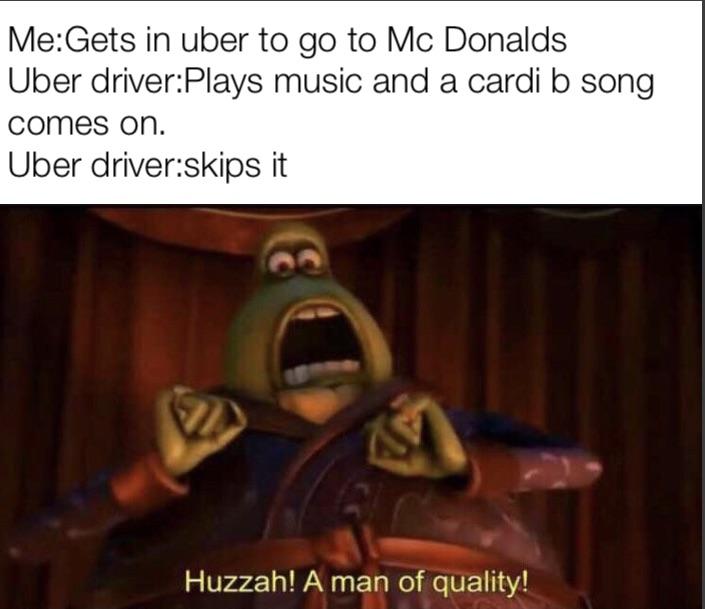 Me:Gets in uber to go to Mc Donalds
Uber driver:Plays music and a cardi b song
comes on.
Uber driver:skips it
Huzzah! A man of quality!